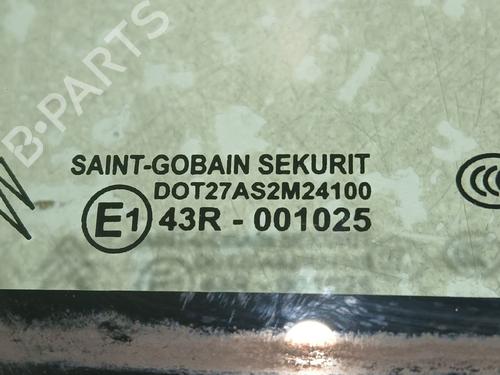 B-PARTS
SAINT-GOBAIN SEKURIT
DOT27AS2M24100
E1 43R - 001025